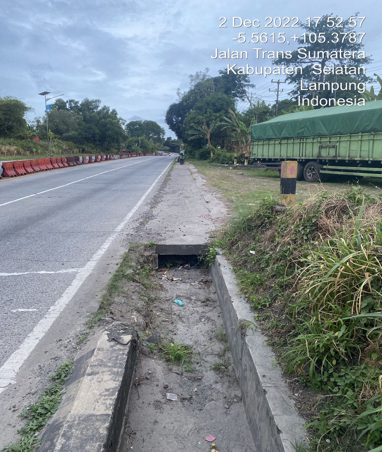 2 Dec 2022 17.52.57
-5.5615,+105.3787
Jalan Trans Sumatera
Kabupaten Selatan
Lampung
Indonesia